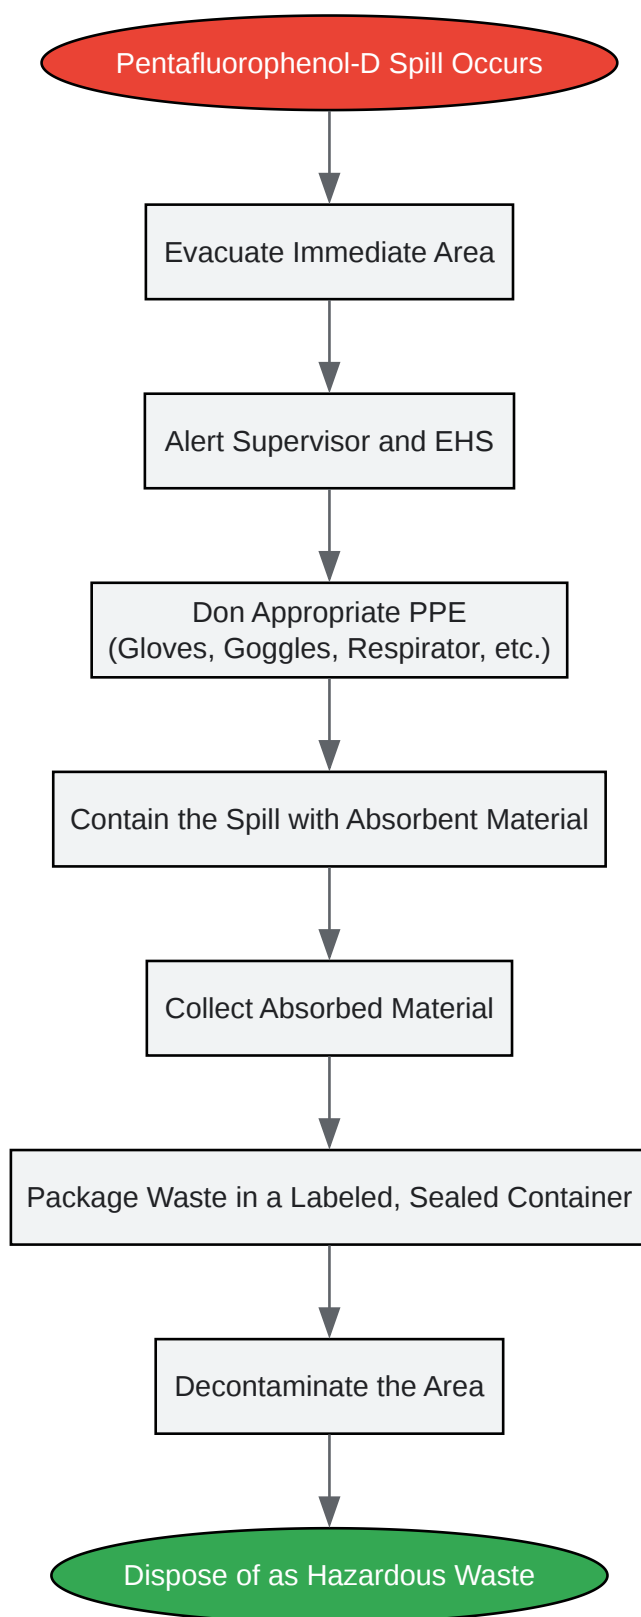 Pentafluorophenol-D Spill Occurs
Evacuate Immediate Area
Alert Supervisor and EHS
Don Appropriate PPE
(Gloves, Goggles, Respirator, etc.)
Contain the Spill with Absorbent Material
Collect Absorbed Material
Package Waste in a Labeled, Sealed Container
Decontaminate the Area
Dispose of as Hazardous Waste